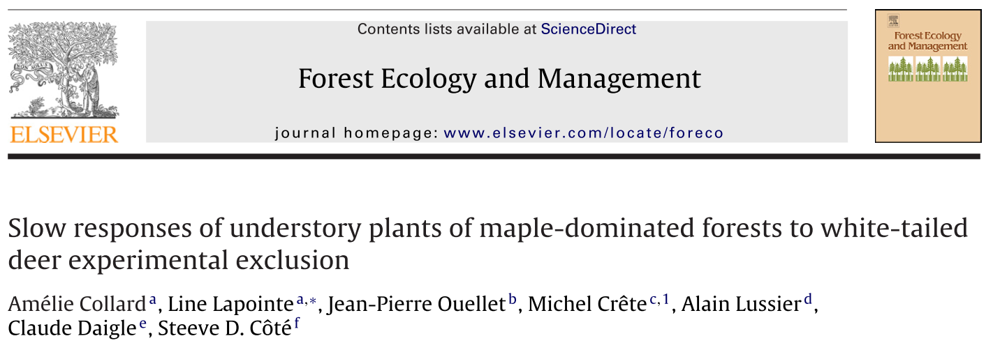 Contents lists available at ScienceDirect
Forest Ecology and Management
journal homepage: www.elsevier.com/locate/foreco
NON SOLUS
ELSEVIER
Forest Ecology
and Management
Slow responses of understory plants of maple-dominated forests to white-tailed
deer experimental exclusion
Amélie Collard a, Line Lapointe a,*, Jean-Pierre Ouellet b, Michel Crête c,1, Alain Lussier d,
Claude Daigle e, Steeve D. Côté f